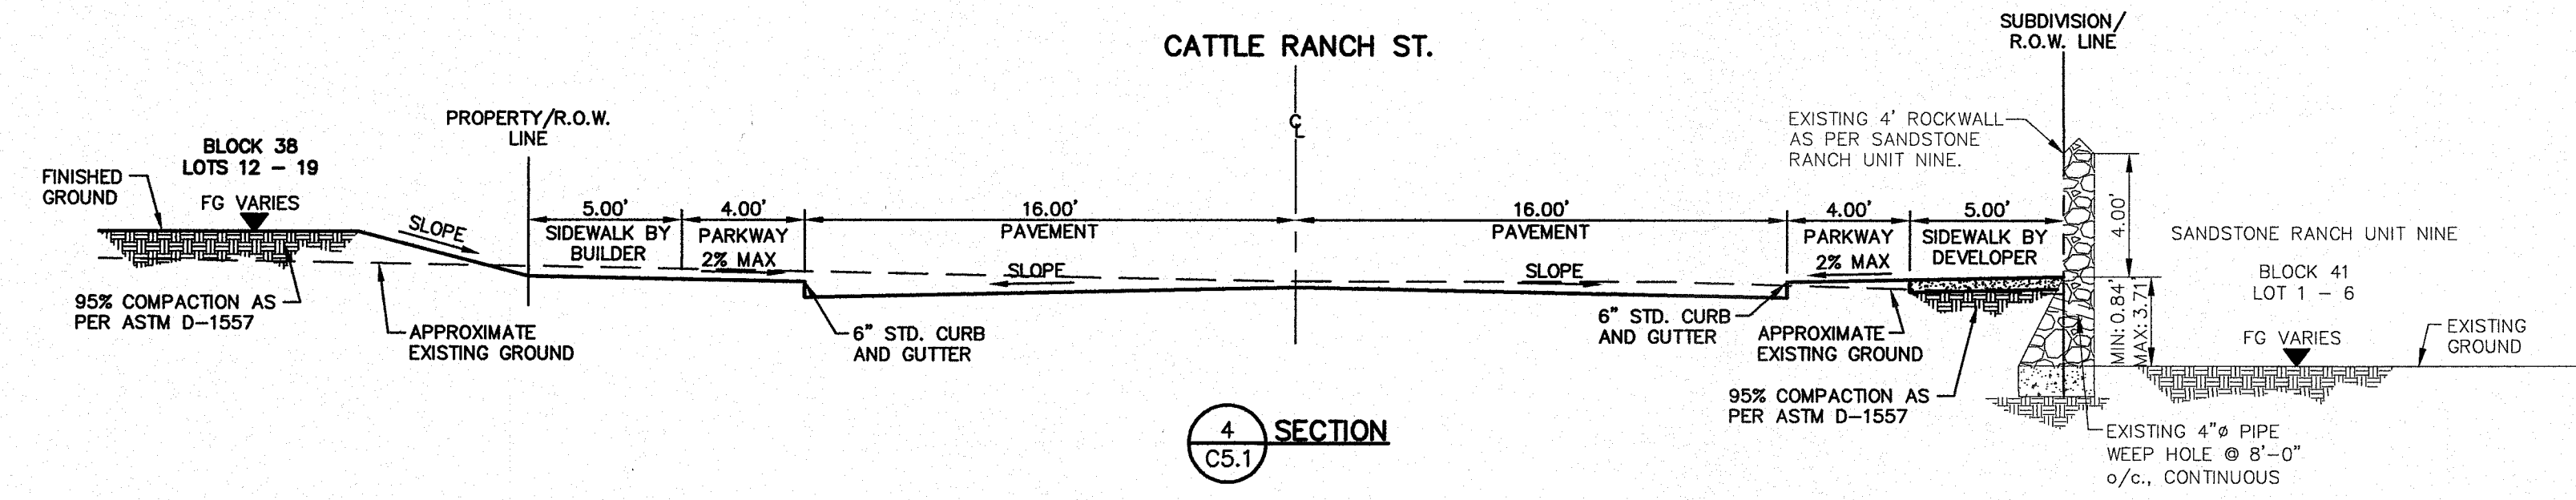 CATTLE RANCH ST.
SUBDIVISION/
R.O.W. LINE
PROPERTY/R.O.W.
LINE
℄
EXISTING 4' ROCKWALL
AS PER SANDSTONE
RANCH UNIT NINE.
BLOCK 38
LOTS 12 – 19
FINISHED
GROUND
FG VARIES
SLOPE
5.00'
SIDEWALK BY
BUILDER
4.00'
PARKWAY
2% MAX
16.00'
PAVEMENT
16.00'
PAVEMENT
4.00'
PARKWAY
2% MAX
5.00'
SIDEWALK BY
DEVELOPER
4.00'
SLOPE
SLOPE
SANDSTONE RANCH UNIT NINE
BLOCK 41
LOT 1 – 6
FG VARIES
EXISTING
GROUND
MIN: 0.84'
MAX: 3.71'
95% COMPACTION AS
PER ASTM D–1557
APPROXIMATE
EXISTING GROUND
6" STD. CURB
AND GUTTER
6" STD. CURB
AND GUTTER
APPROXIMATE
EXISTING GROUND
95% COMPACTION AS
PER ASTM D–1557
4
C5.1
SECTION
EXISTING 4"ø PIPE
WEEP HOLE @ 8'–0"
o/c., CONTINUOUS